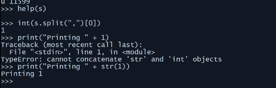 u'11599'
>>> help(s)

>>> int(s.split(",")[0])
1
>>> print("Printing " + 1)
Traceback (most recent call last):
  File "<stdin>", line 1, in <module>
TypeError: cannot concatenate 'str' and 'int' objects
>>> print("Printing " + str(1))
Printing 1
>>>